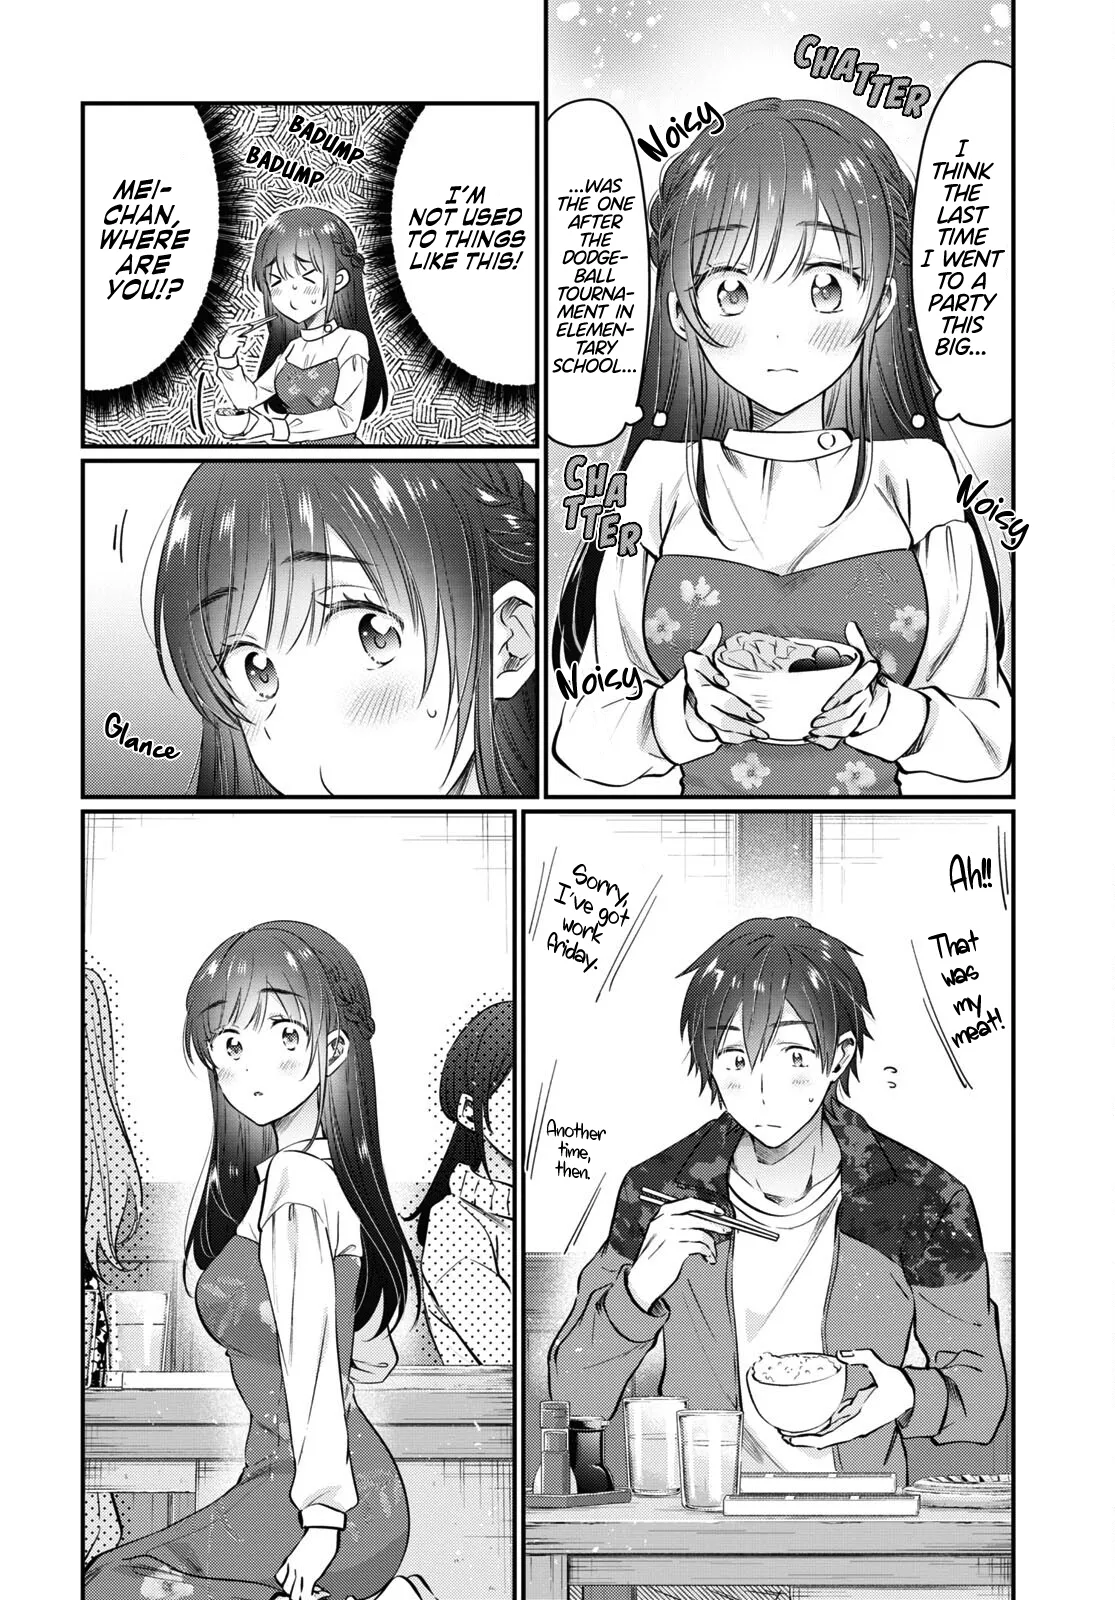 CHATTER
Noisy
I
THINK
THE
LAST
TIME
I WENT
TO A
PARTY
THIS
BIG...
...WAS
THE ONE
AFTER
THE
DODGE-
BALL
TOURNA-
MENT IN
ELEMEN-
TARY
SCHOOL...
CHA
TTER
Noisy
Noisy
BADUMP
BADUMP
I'M
NOT USED
TO THINGS
LIKE THIS!
MEI-
CHAN,
WHERE
ARE
YOU!?
Glance
Ah!!
That
was
my
meat!
Sorry,
I've got
work
friday.
Another
time,
then.